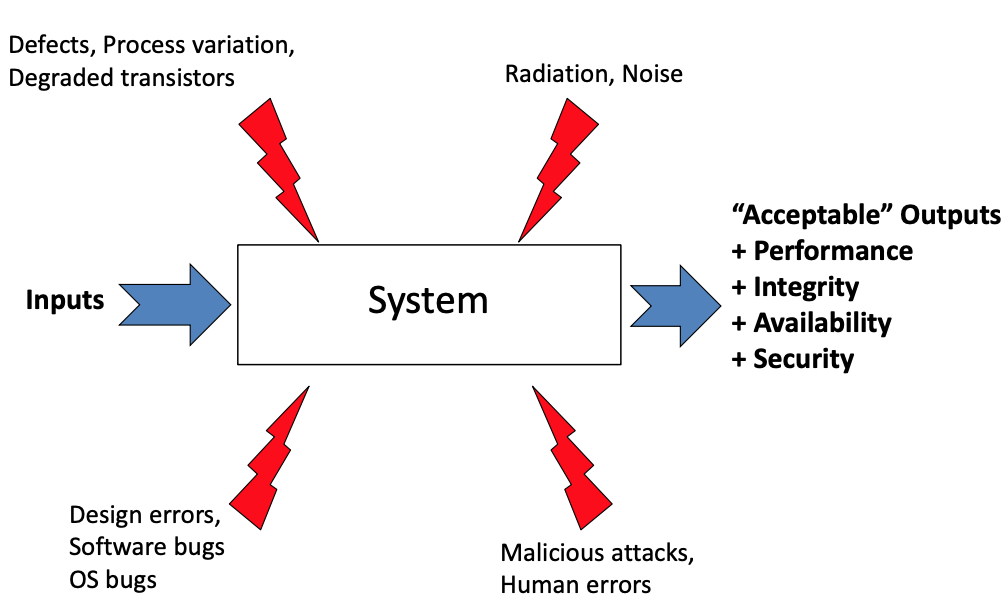 Defects, Process variation,
Degraded transistors
Radiation, Noise
Inputs
System
“Acceptable” Outputs
+ Performance
+ Integrity
+ Availability
+ Security
Design errors,
Software bugs
OS bugs
Malicious attacks,
Human errors